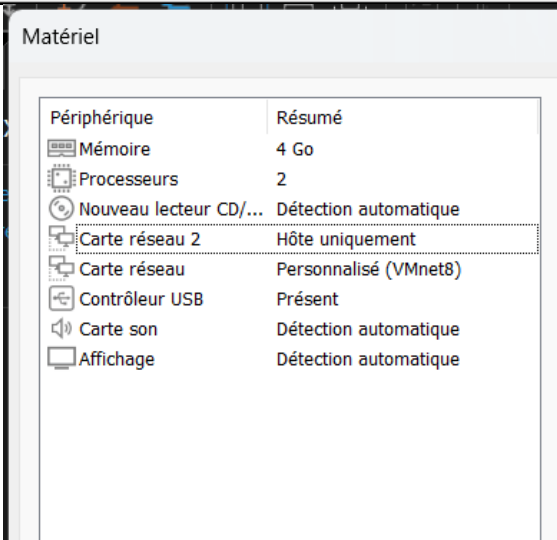 Matériel
Périphérique Résumé
Mémoire 4 Go
Processeurs 2
Nouveau lecteur CD/... Détection automatique
Carte réseau 2 Hôte uniquement
Carte réseau Personnalisé (VMnet8)
Contrôleur USB Présent
Carte son Détection automatique
Affichage Détection automatique